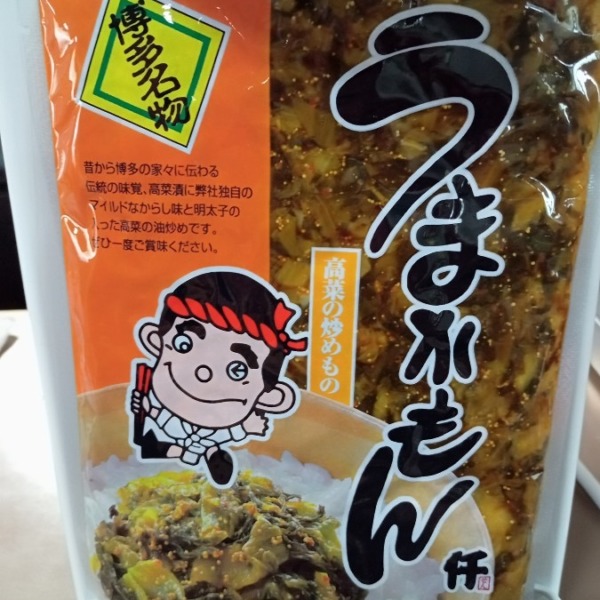 博多名物
うまかもん
昔から博多の家々に伝わる
伝統の味覚、高菜漬に弊社独自の
マイルドなからし味と明太子の
入った高菜の油炒めです。
ぜひ一度ご賞味ください。
高菜の炒めもの